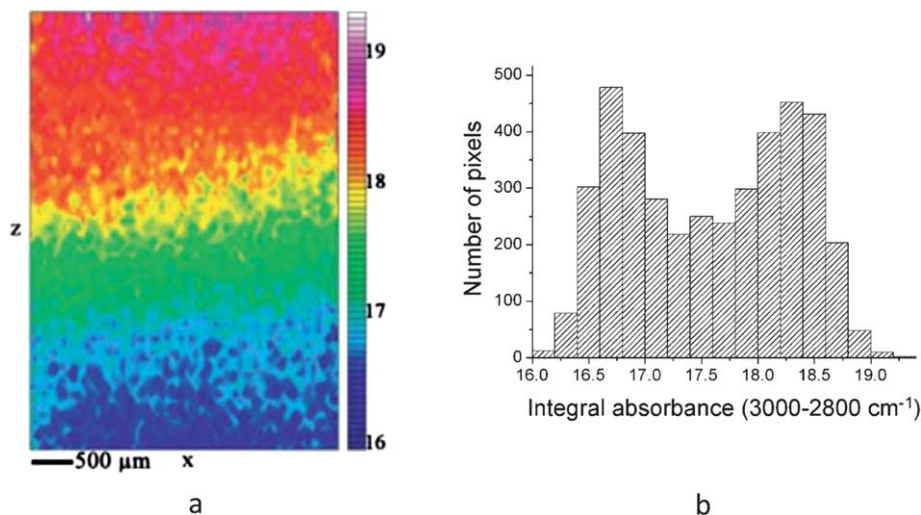 19
18
17
16
z
500 μm
x
a
500
400
300
200
100
0
Number of pixels
16.0 16.5 17.0 17.5 18.0 18.5 19.0
Integral absorbance (3000-2800 cm⁻¹)
b